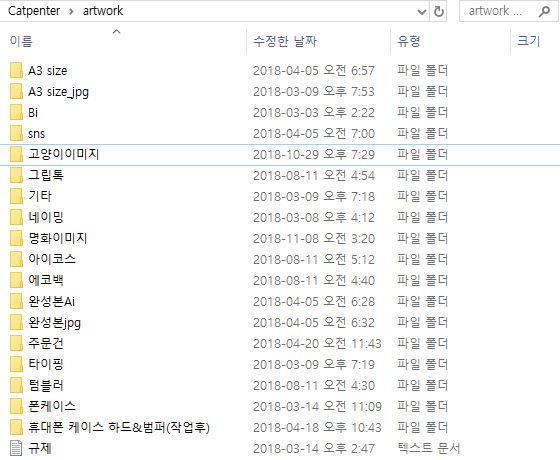 Catpenter > artwork artwork ...
이름 수정한 날짜 유형 크기
A3 size 2018-04-05 오전 6:57 파일 폴더
A3 size_jpg 2018-03-09 오후 7:53 파일 폴더
Bi 2018-03-03 오후 2:22 파일 폴더
sns 2018-04-05 오전 7:00 파일 폴더
고양이이미지 2018-10-29 오후 7:29 파일 폴더
그립톡 2018-08-11 오전 4:54 파일 폴더
기타 2018-03-09 오후 7:18 파일 폴더
네이밍 2018-03-08 오후 4:12 파일 폴더
명화이미지 2018-11-08 오전 3:20 파일 폴더
아이코스 2018-08-11 오전 5:12 파일 폴더
에코백 2018-08-11 오전 4:40 파일 폴더
완성본Ai 2018-04-05 오전 6:28 파일 폴더
완성본jpg 2018-04-05 오전 6:32 파일 폴더
주문건 2018-04-20 오전 11:43 파일 폴더
타이핑 2018-03-09 오후 7:19 파일 폴더
텀블러 2018-08-11 오전 4:30 파일 폴더
폰케이스 2018-03-14 오전 11:09 파일 폴더
휴대폰 케이스 하드&범퍼(작업후) 2018-04-18 오후 10:43 파일 폴더
규제 2018-03-14 오후 2:47 텍스트 문서